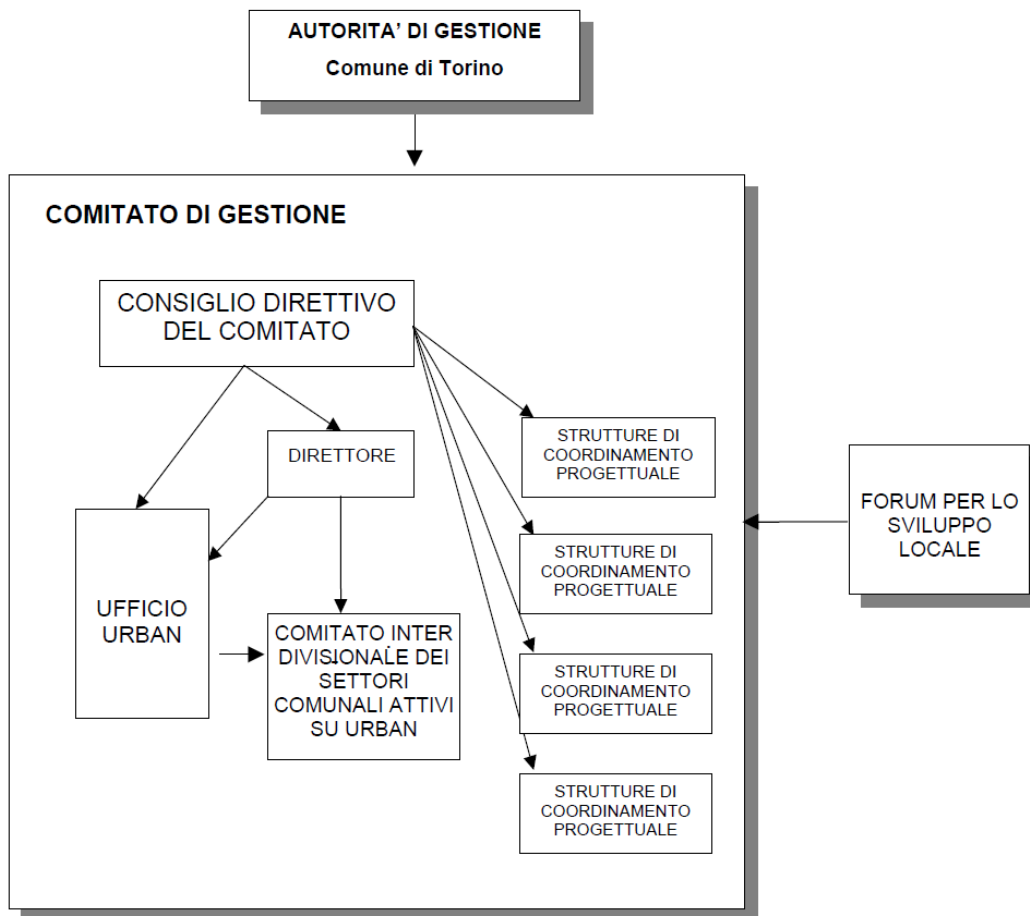 AUTORITA’ DI GESTIONE
Comune di Torino
COMITATO DI GESTIONE
CONSIGLIO DIRETTIVO
DEL COMITATO
DIRETTORE
UFFICIO
URBAN
COMITATO INTER
DIVISIONALE DEI
SETTORI
COMUNALI ATTIVI
SU URBAN
STRUTTURE DI
COORDINAMENTO
PROGETTUALE
STRUTTURE DI
COORDINAMENTO
PROGETTUALE
STRUTTURE DI
COORDINAMENTO
PROGETTUALE
STRUTTURE DI
COORDINAMENTO
PROGETTUALE
FORUM PER LO
SVILUPPO
LOCALE